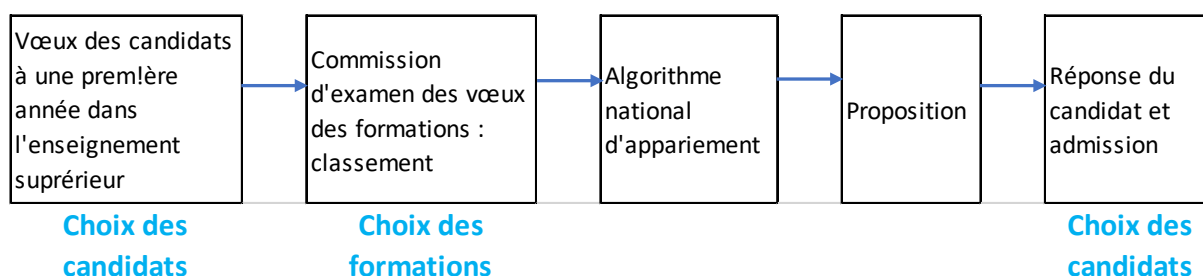 Vœux des candidats
à une prem!ère
année dans
l'enseignement
suprérieur
Commission
d'examen des vœux
des formations :
classement
Algorithme
national
d'appariement
Proposition
Réponse du
candidat et
admission
Choix des
candidats
Choix des
formations
Choix des
candidats